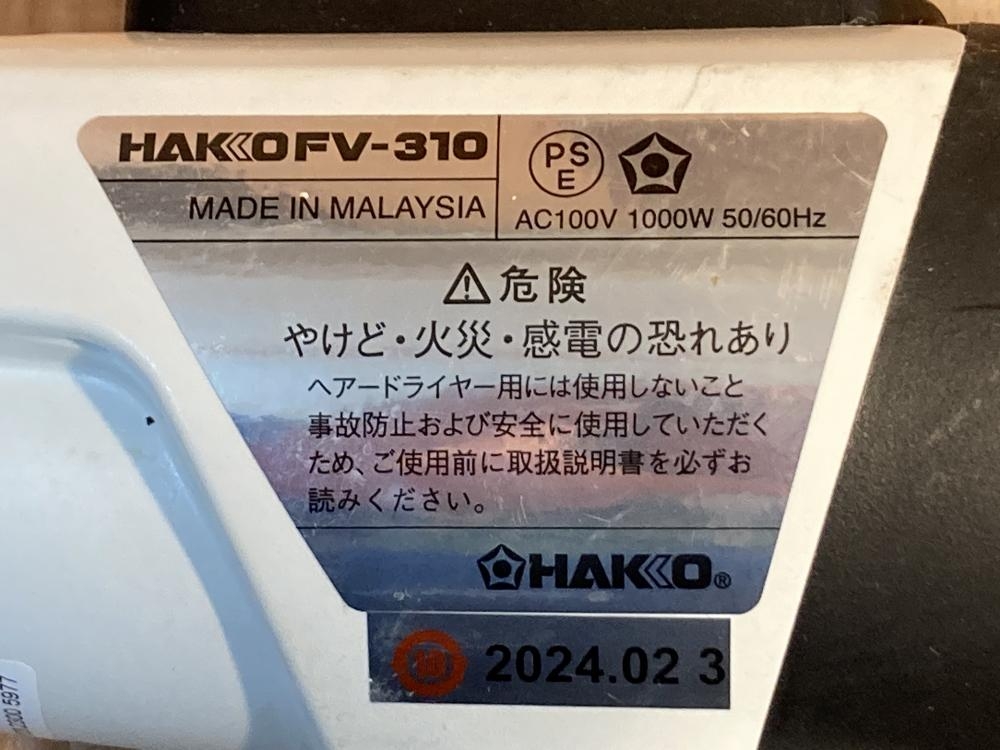 HAKKO FV-310
MADE IN MALAYSIA
PS
E
AC100V 1000W 50/60Hz
危険
やけど・火災・感電の恐れあり
ヘアードライヤー用には使用しないこと
事故防止および安全に使用していただく
ため、ご使用前に取扱説明書を必ずお
読みください。
HAKKO®
2024.02 3
5977